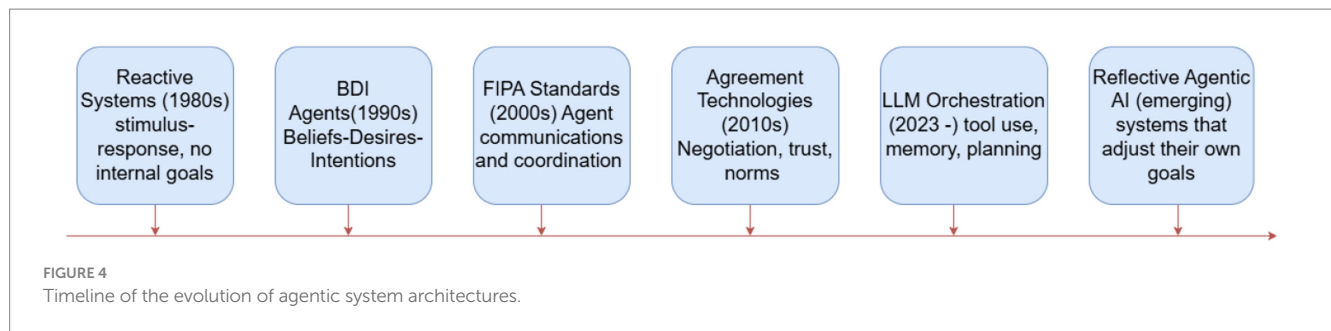 Reactive
Systems (1980s)
stimulus-
response, no
internal goals
BDI
Agents(1990s)
Beliefs-Desires-
Intentions
FIPA Standards
(2000s) Agent
communications
and coordination
Agreement
Technologies
(2010s)
Negotiation, trust,
norms
LLM Orchestration
(2023 -) tool use,
memory, planning
Reflective Agentic
AI (emerging)
systems that
adjust their own
goals
FIGURE 4
Timeline of the evolution of agentic system architectures.